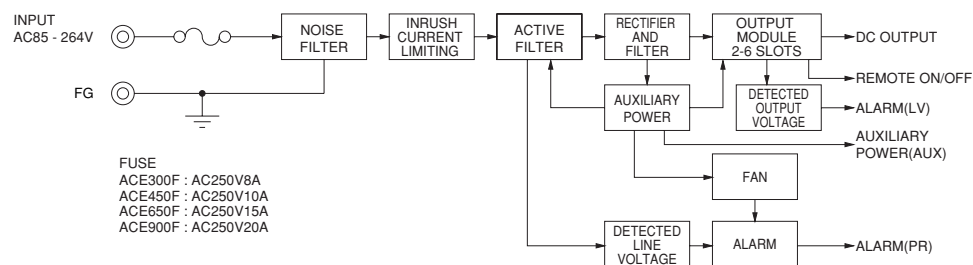 INPUT
AC85 - 264V
FG
NOISE
FILTER
INRUSH
CURRENT
LIMITING
ACTIVE
FILTER
RECTIFIER
AND
FILTER
OUTPUT
MODULE
2-6 SLOTS
DC OUTPUT
REMOTE ON/OFF
AUXILIARY
POWER
DETECTED
OUTPUT
VOLTAGE
ALARM(LV)
AUXILIARY
POWER(AUX)
FUSE
ACE300F : AC250V8A
ACE450F : AC250V10A
ACE650F : AC250V15A
ACE900F : AC250V20A
FAN
DETECTED
LINE
VOLTAGE
ALARM
ALARM(PR)